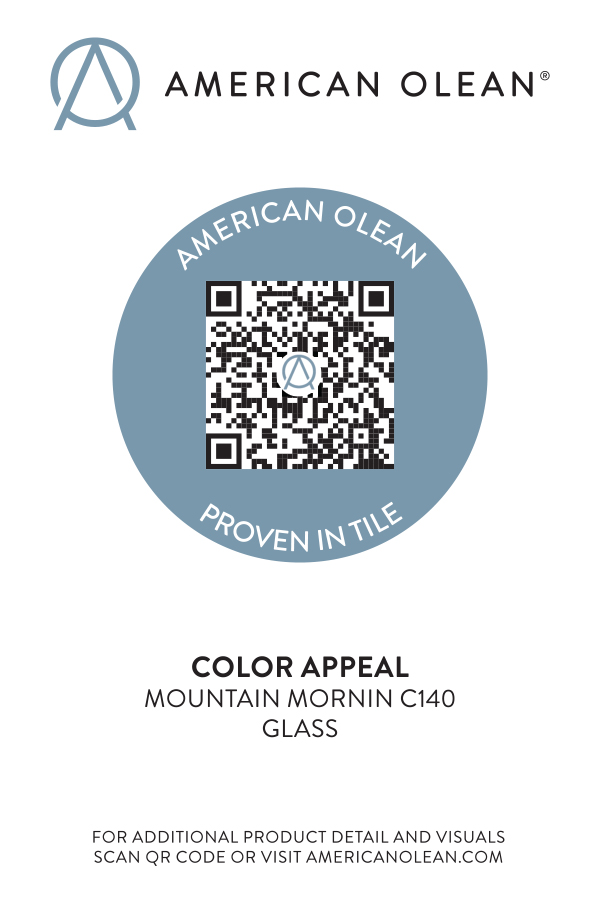 AMERICAN OLEAN®
AMERICAN OLEAN
PROVEN IN TILE
COLOR APPEAL
MOUNTAIN MORNIN C140
GLASS
FOR ADDITIONAL PRODUCT DETAIL AND VISUALS
SCAN QR CODE OR VISIT AMERICANOLEAN.COM